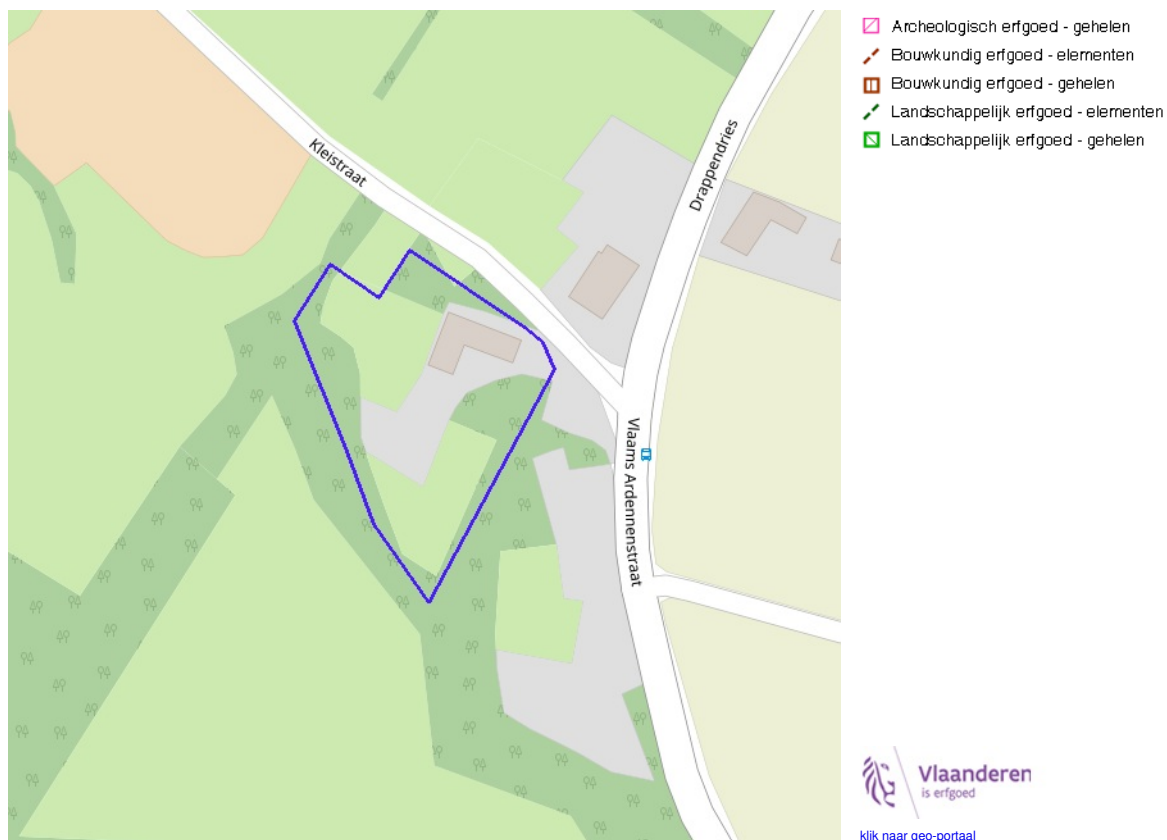 Kleistraat
Drappendries
Vlaams Ardennenstraat
Archeologisch erfgoed - gehelen
Bouwkundig erfgoed - elementen
Bouwkundig erfgoed - gehelen
Landschappelijk erfgoed - elementen
Landschappelijk erfgoed - gehelen
Vlaanderen
is erfgoed
klik naar geo-portaal